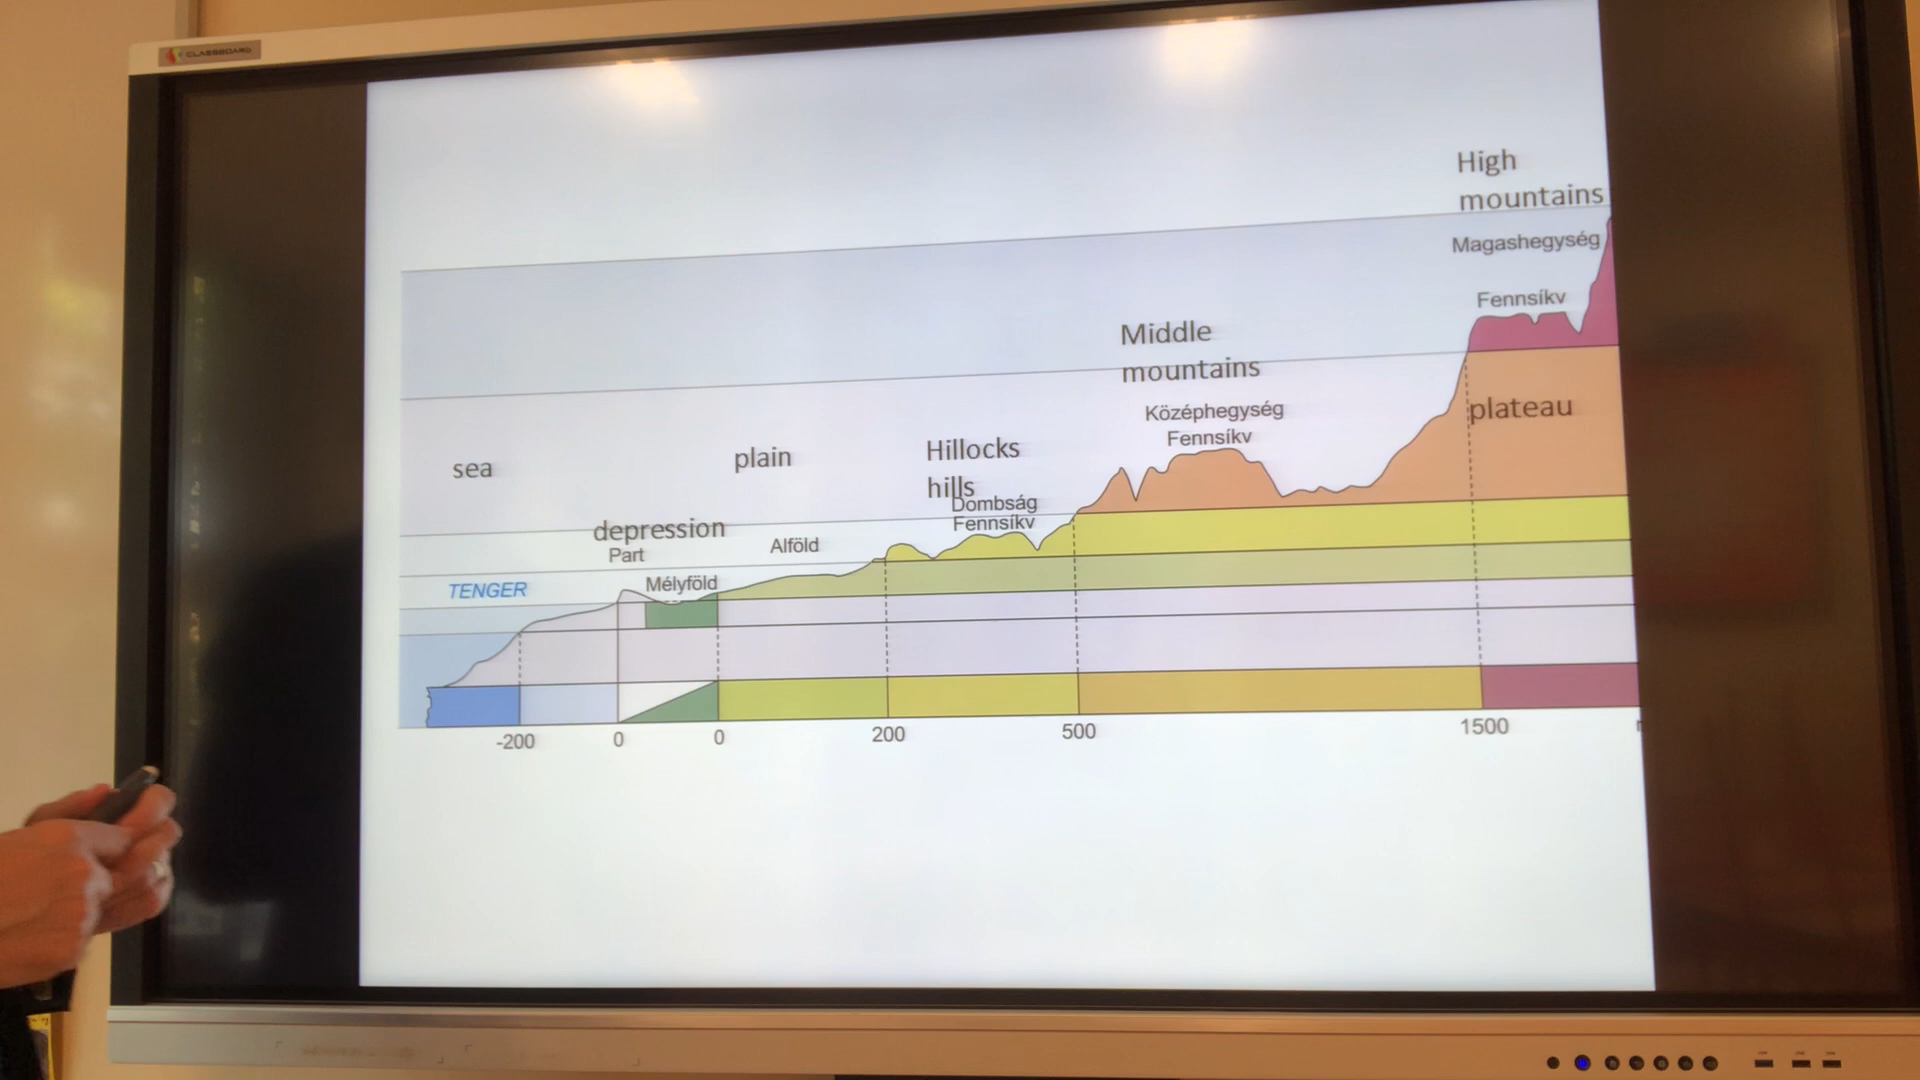 CLASSBOARD
High
mountains
Magashegység
Fennsíkv
Middle
mountains
Középhegység
Fennsíkv
plateau
Hillocks
hills
Dombság
Fennsíkv
plain
Alföld
sea
depression
Part
Mélyföld
TENGER
-200
0
0
200
500
1500